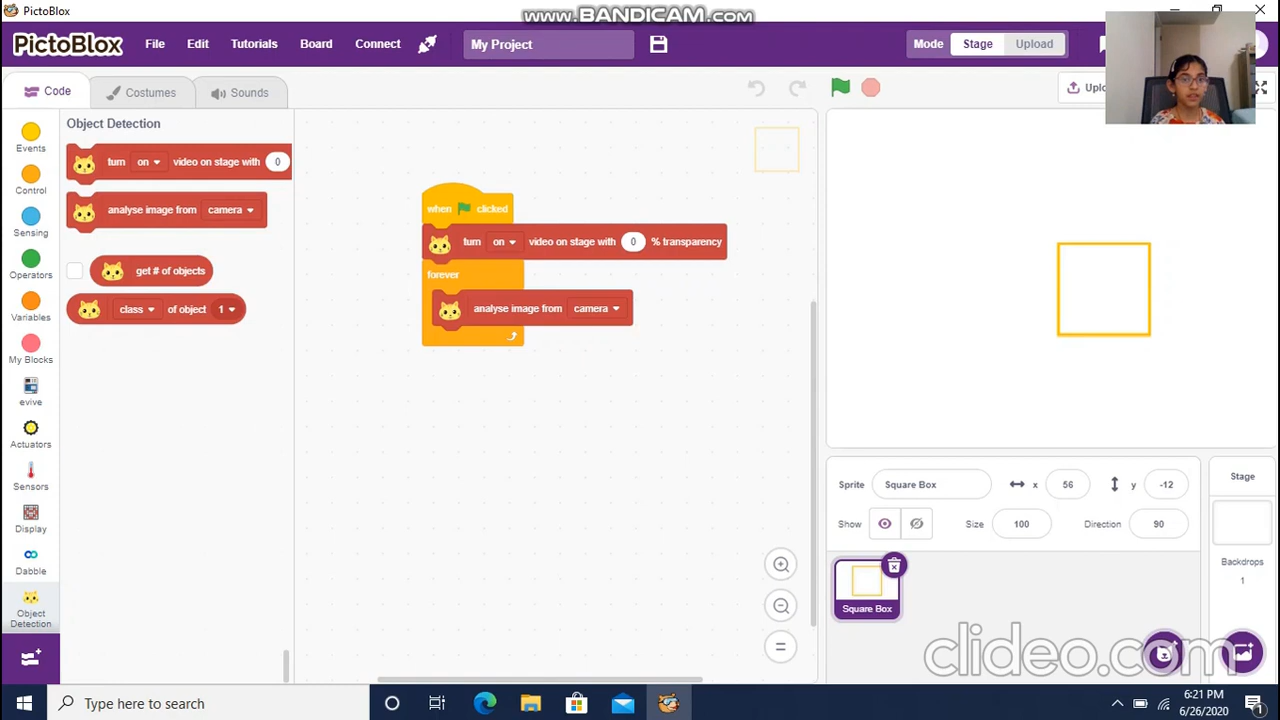 PictoBlox
www.BANDICAM.com
PictoBlox File Edit Tutorials Board Connect My Project Mode Stage Upload
Code Costumes Sounds
Object Detection
Events
Control
Sensing
Operators
Variables
My Blocks
evive
Actuators
Sensors
Display
Dabble
Object
Detection
turn on video on stage with 0
analyse image from camera
get # of objects
class of object 1
when clicked
turn on video on stage with 0 % transparency
forever
analyse image from camera
Sprite Square Box x 56 y -12
Show Size 100 Direction 90
Square Box
Stage
Backdrops
1
clideo.com
Type here to search
6:21 PM
6/26/2020
1